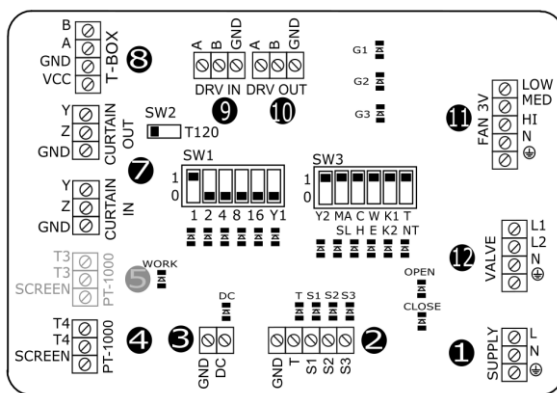 B
A
GND
VCC
T-BOX
8
A
B
GND
DRV IN
9
A
B
GND
DRV OUT
10
G1
G2
G3
LOW
MED
HI
N
FAN 3V
11
Y
Z
GND
CURTAIN
OUT
7
SW2
T120
SW1
1
0
1 2 4 8 16 Y1
SW3
1
0
Y2 MA C W K1 T
SL H E K2 NT
Y
Z
GND
CURTAIN
IN
L1
L2
N
VALVE
12
T3
T3
SCREEN
PT-1000
5
WORK
OPEN
CLOSE
T4
T4
SCREEN
PT-1000
4
3
DC
GND
DC
T S1 S2 S3
GND
T
S1
S2
S3
2
1
SUPPLY
L
N